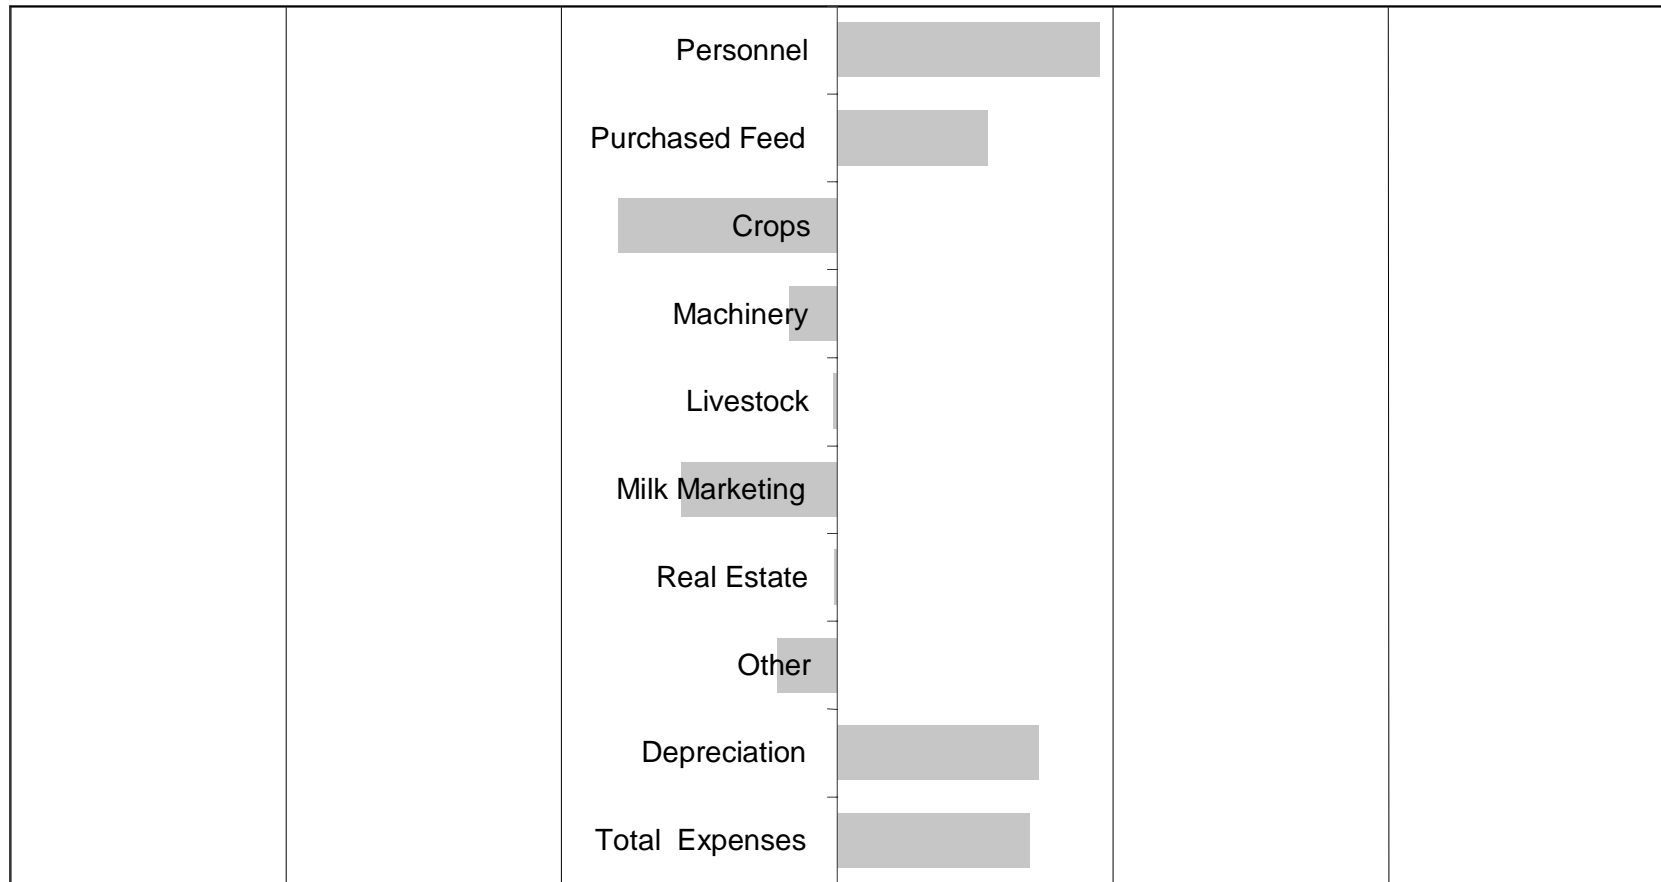 Personnel
Purchased Feed
Crops
Machinery
Livestock
Milk Marketing
Real Estate
Other
Depreciation
Total  Expenses